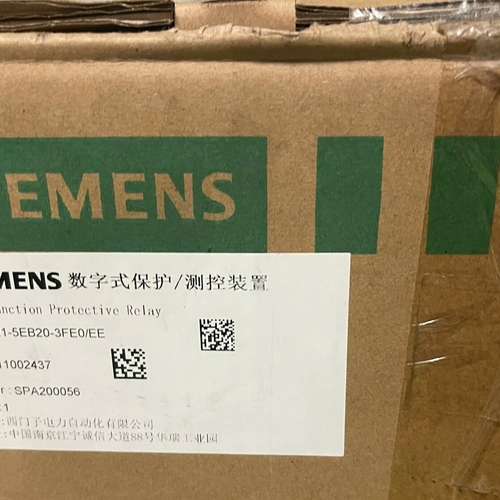 EMENS
MENS 数字式保护/测控装置
nction Protective Relay
1-5EB20-3FE0/EE
11002437
r : SPA200056
:1
:西门子电力自动化有限公司
:中国南京江宁诚信大道88号华瑞工业园